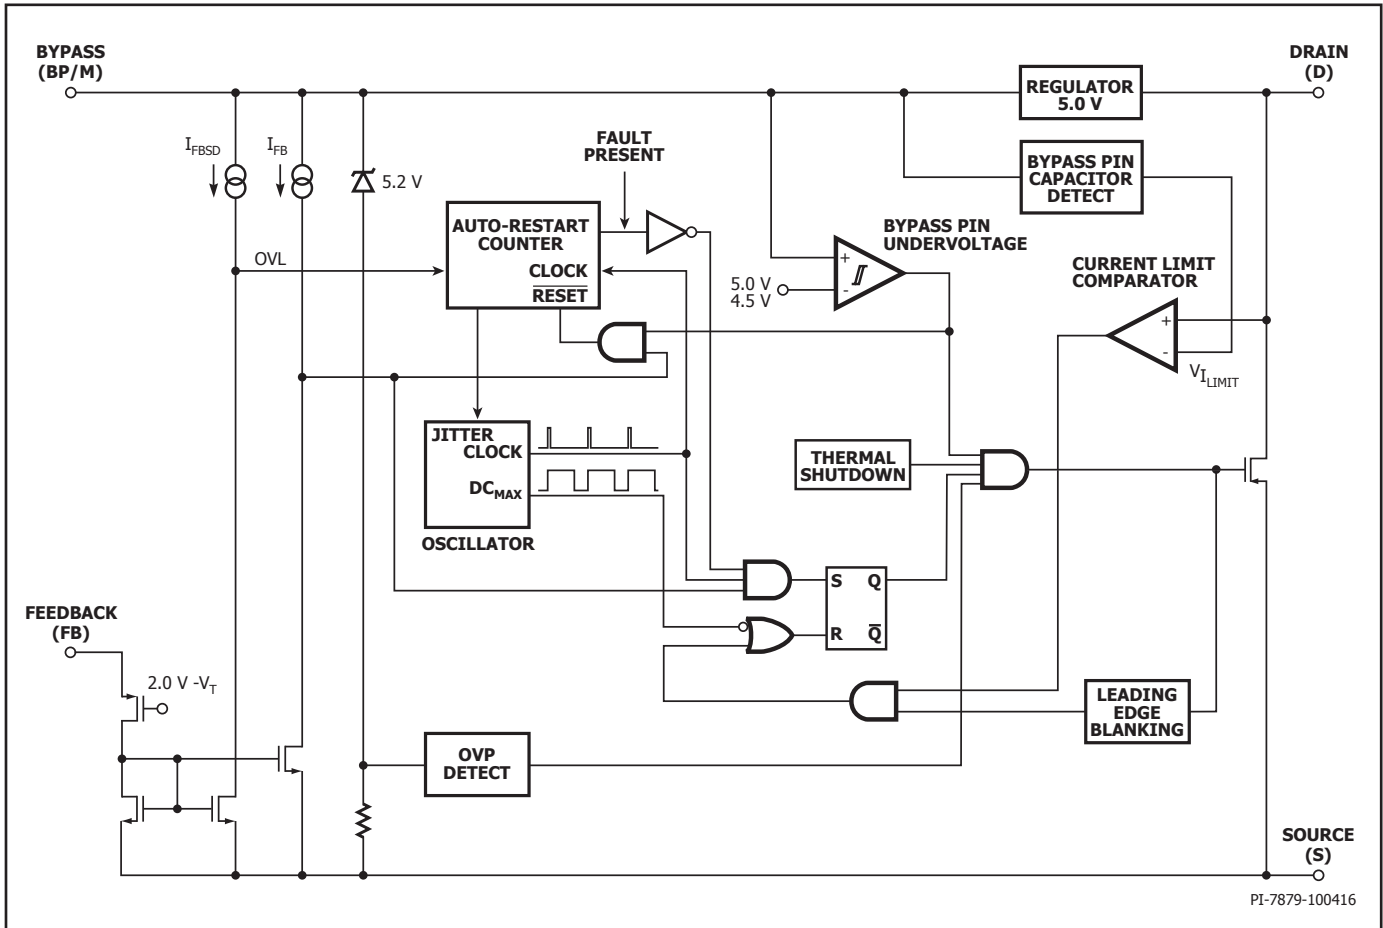 BYPASS
(BP/M)
DRAIN
(D)
REGULATOR
5.0 V
I_FBSD
I_FB
FAULT
PRESENT
BYPASS PIN
CAPACITOR
DETECT
5.2 V
AUTO-RESTART
COUNTER
CLOCK
RESET
BYPASS PIN
UNDERVOLTAGE
+
-
5.0 V
4.5 V
OVL
CURRENT LIMIT
COMPARATOR
+
-
V_I_LIMIT
JITTER
CLOCK
DC_MAX
OSCILLATOR
THERMAL
SHUTDOWN
S Q
R Q̅
FEEDBACK
(FB)
2.0 V -V_T
LEADING
EDGE
BLANKING
OVP
DETECT
SOURCE
(S)
PI-7879-100416